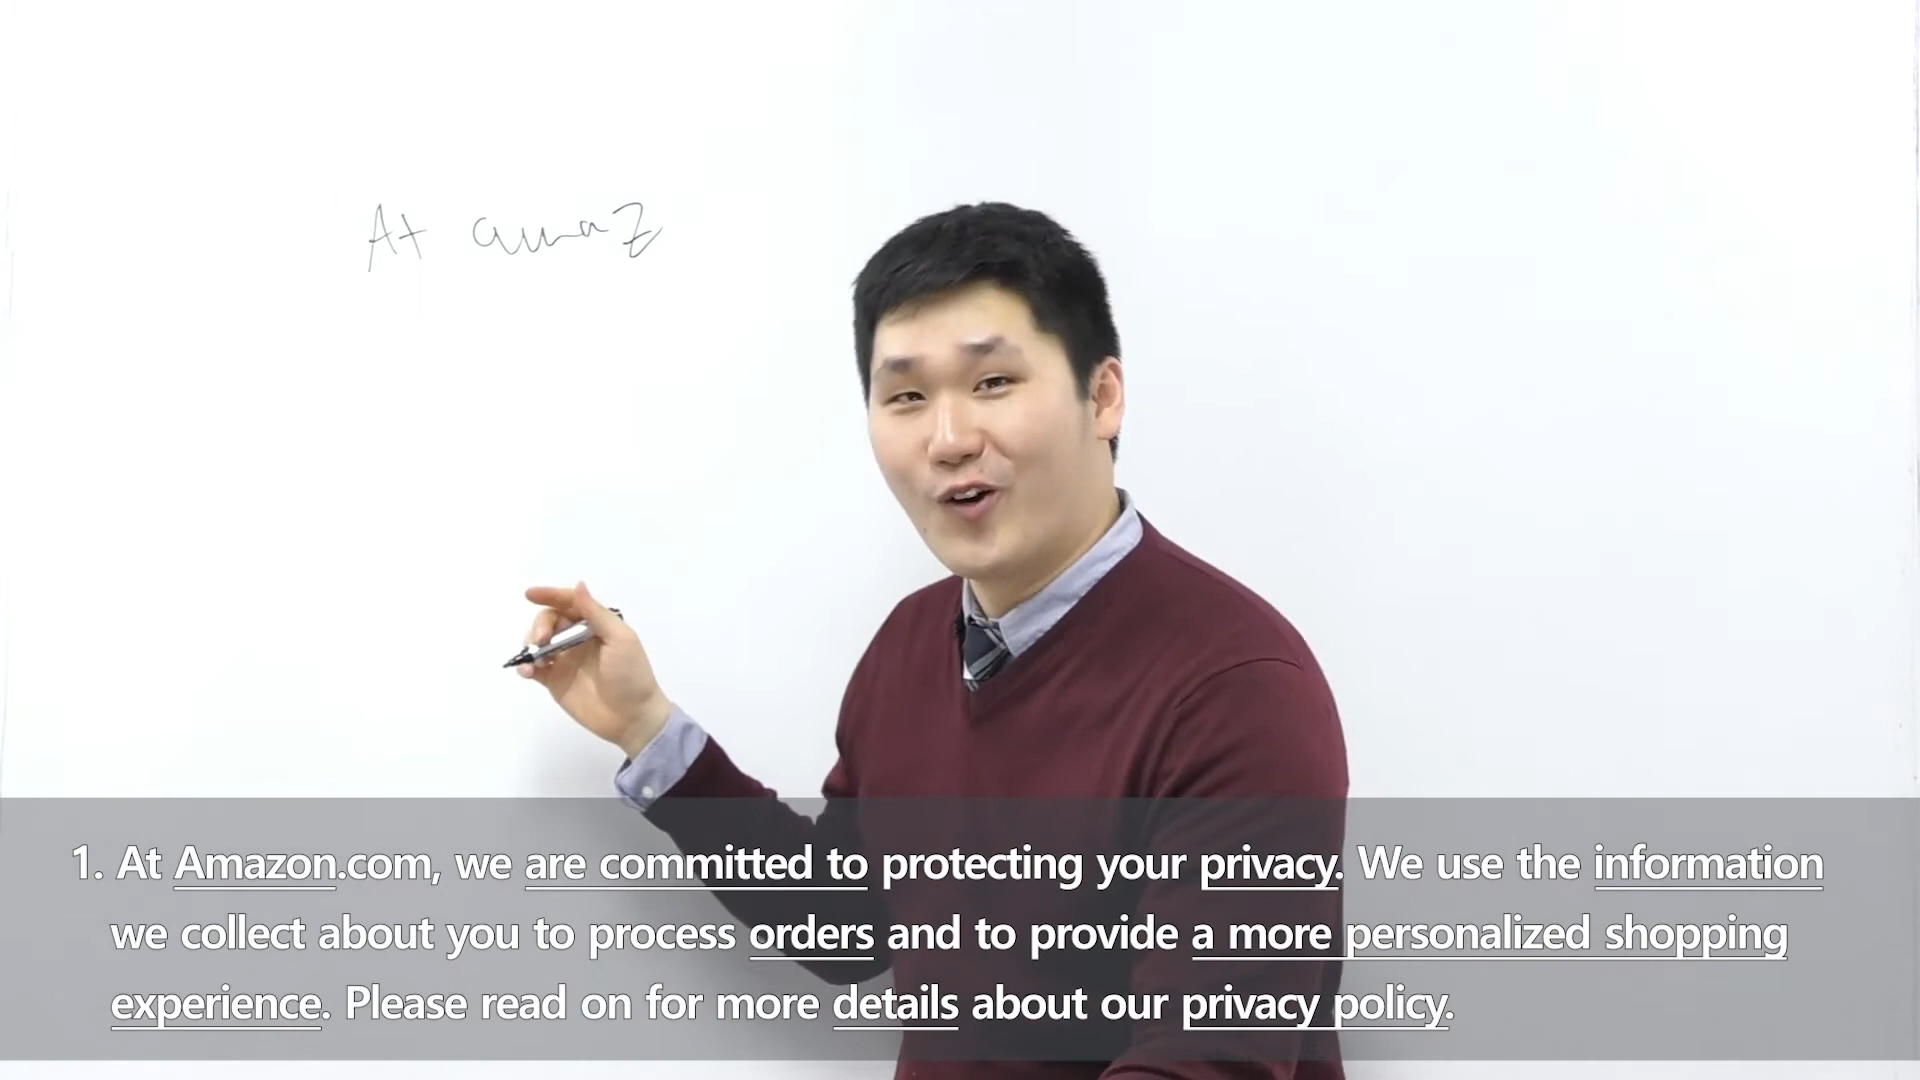 At amaz
1. At Amazon.com, we are committed to protecting your privacy. We use the information
we collect about you to process orders and to provide a more personalized shopping
experience. Please read on for more details about our privacy policy.